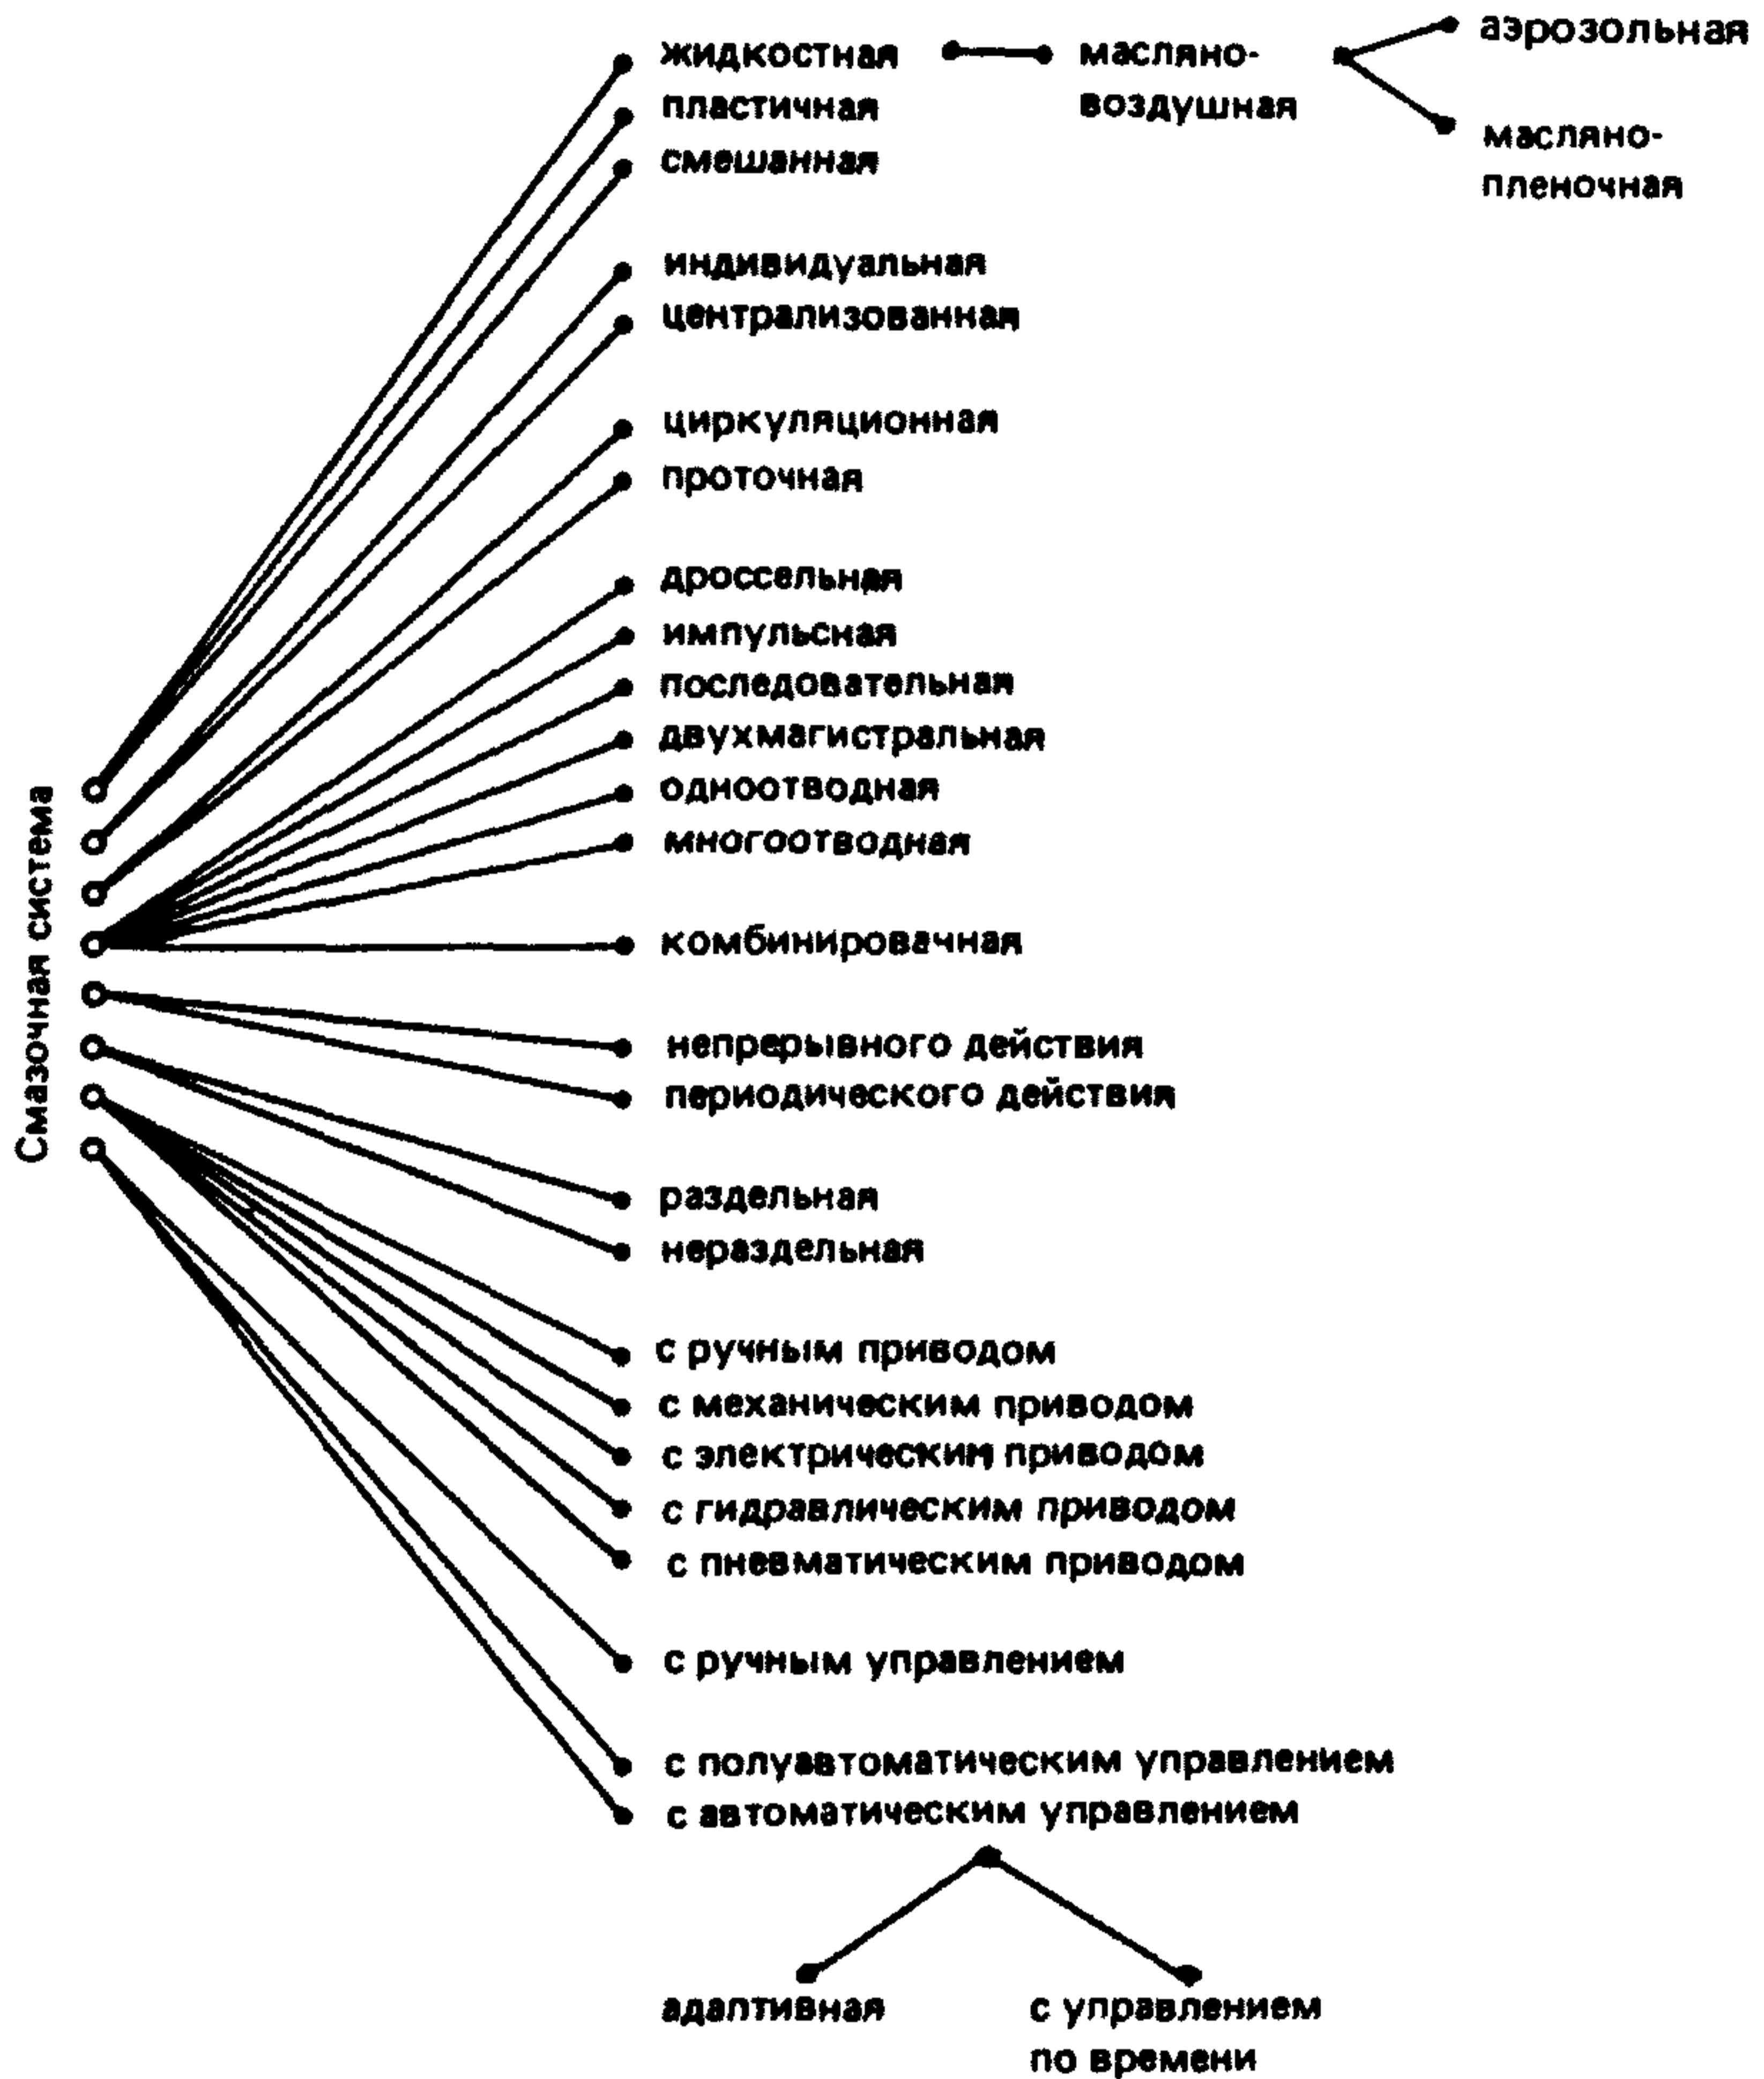 жидкостная
масляно-
воздушная
аэрозольная
масляно-
пленочная
пластичная
смешанная
индивидуальная
централизованная
циркуляционная
проточная
дроссельная
импульсная
последовательная
двухмагистральная
одноотводная
многоотводная
Смазочная система
комбинированная
непрерывного действия
периодического действия
раздельная
нераздельная
с ручным приводом
с механическим приводом
с электрическим приводом
с гидравлическим приводом
с пневматическим приводом
с ручным управлением
с полуавтоматическим управлением
с автоматическим управлением
адаптивная
с управлением
по времени